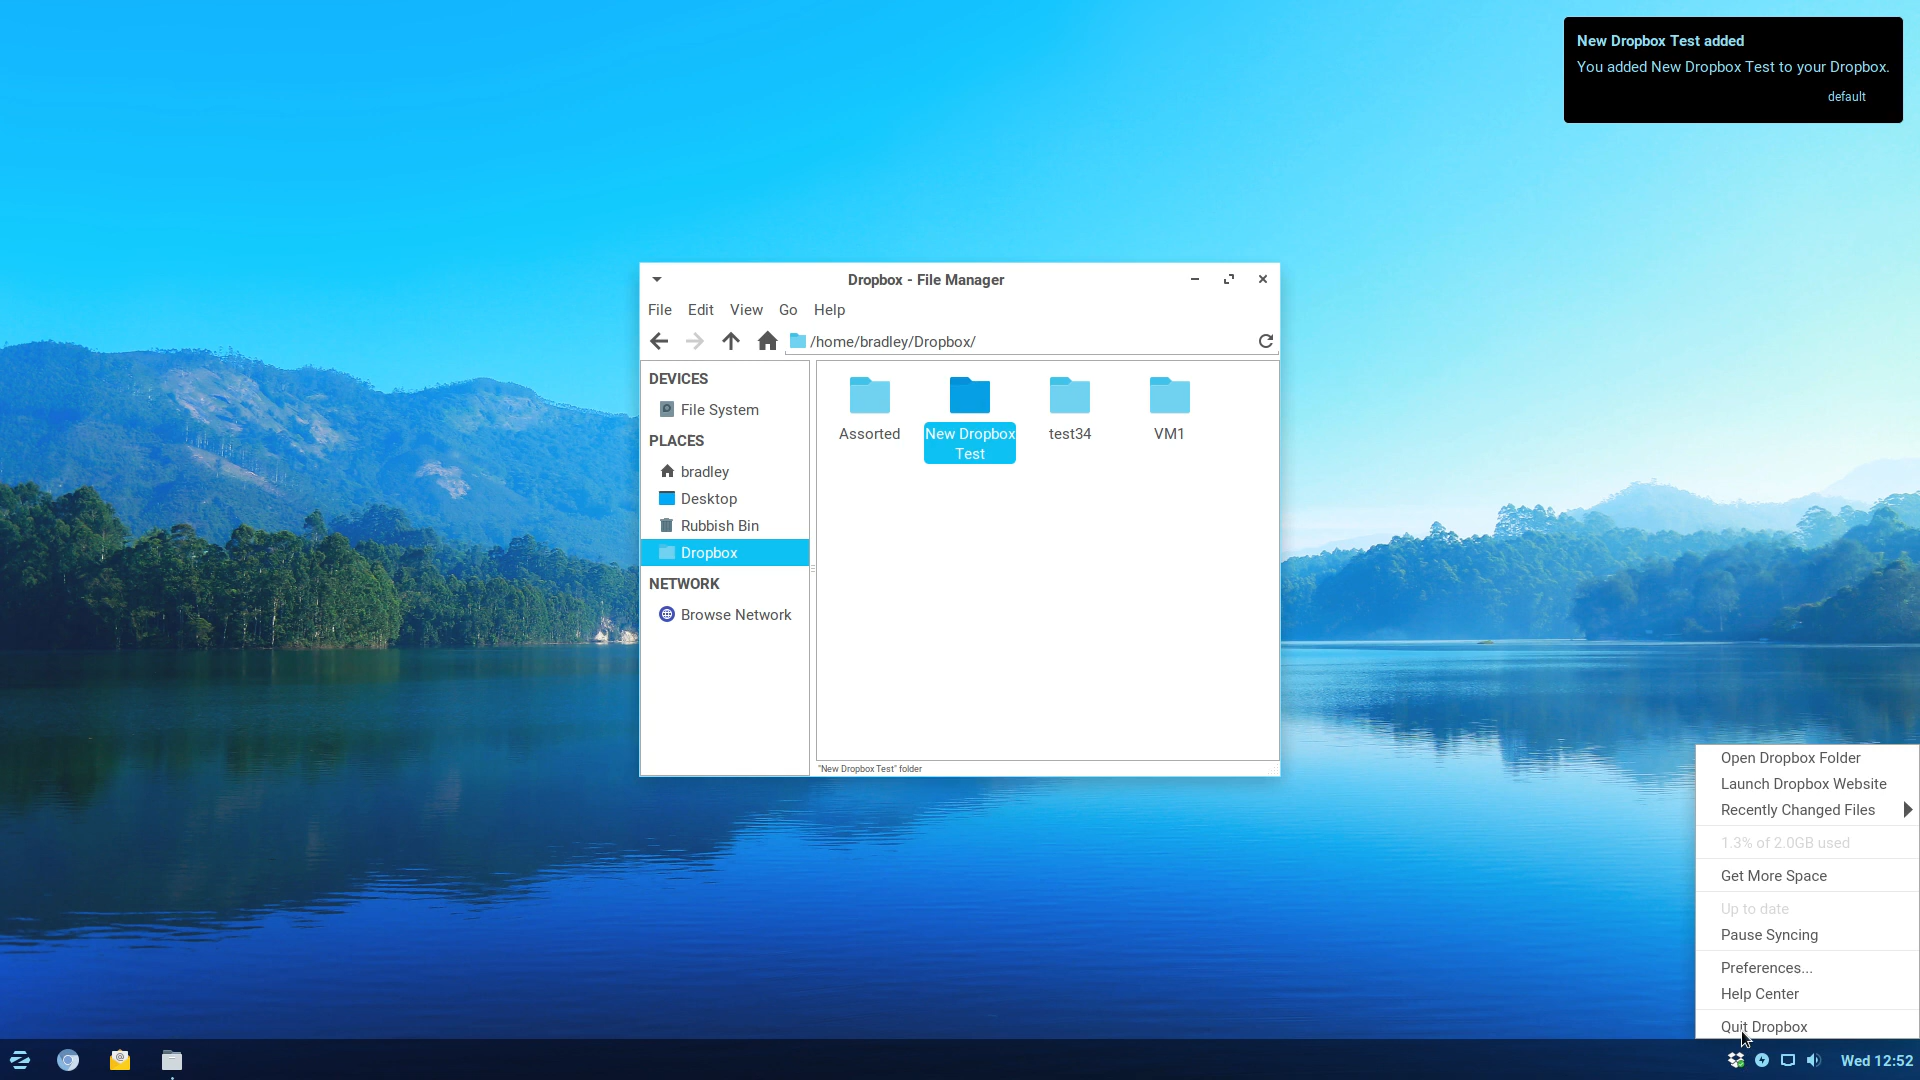 New Dropbox Test added
You added New Dropbox Test to your Dropbox.
default
Dropbox - File Manager
File Edit View Go Help
/home/bradley/Dropbox/
DEVICES
File System
PLACES
bradley
Desktop
Rubbish Bin
Dropbox
NETWORK
Browse Network
Assorted
New Dropbox
Test
test34
VM1
"New Dropbox Test" folder
Open Dropbox Folder
Launch Dropbox Website
Recently Changed Files
1.3% of 2.0GB used
Get More Space
Up to date
Pause Syncing
Preferences...
Help Center
Quit Dropbox
Wed 12:52